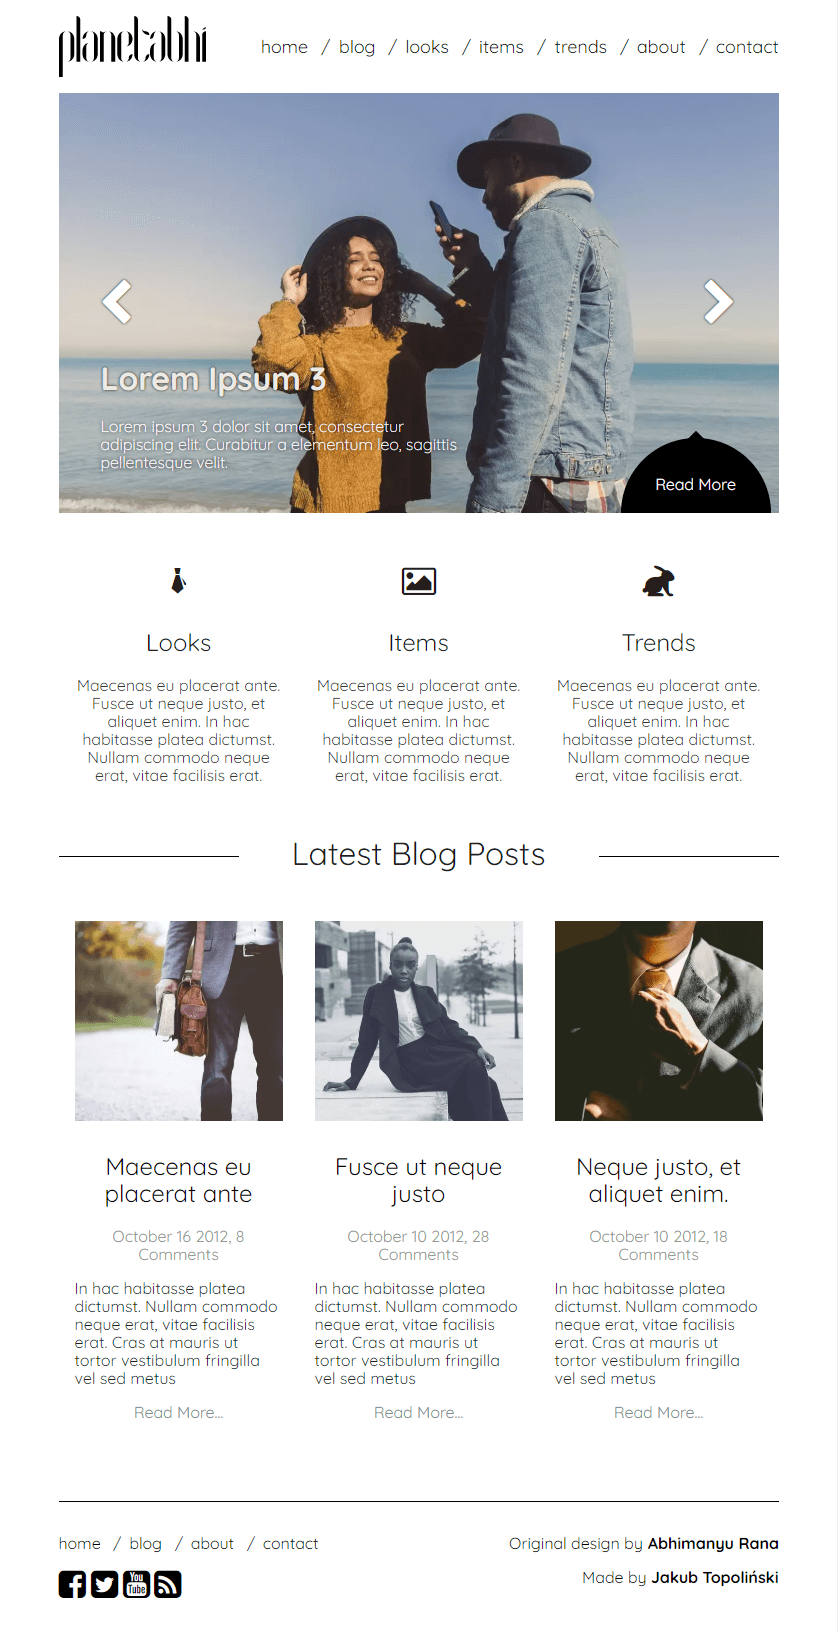 planetabhi
home / blog / looks / items / trends / about / contact
Lorem Ipsum 3
Lorem ipsum 3 dolor sit amet, consectetur
adipiscing elit. Curabitur a elementum leo, sagittis
pellentesque velit.
Read More
Looks
Maecenas eu placerat ante.
Fusce ut neque justo, et
aliquet enim. In hac
habitasse platea dictumst.
Nullam commodo neque
erat, vitae facilisis erat.
Items
Maecenas eu placerat ante.
Fusce ut neque justo, et
aliquet enim. In hac
habitasse platea dictumst.
Nullam commodo neque
erat, vitae facilisis erat.
Trends
Maecenas eu placerat ante.
Fusce ut neque justo, et
aliquet enim. In hac
habitasse platea dictumst.
Nullam commodo neque
erat, vitae facilisis erat.
Latest Blog Posts
Maecenas eu
placerat ante
October 16 2012, 8
Comments
In hac habitasse platea
dictumst. Nullam commodo
neque erat, vitae facilisis
erat. Cras at mauris ut
tortor vestibulum fringilla
vel sed metus
Read More...
Fusce ut neque
justo
October 10 2012, 28
Comments
In hac habitasse platea
dictumst. Nullam commodo
neque erat, vitae facilisis
erat. Cras at mauris ut
tortor vestibulum fringilla
vel sed metus
Read More...
Neque justo, et
aliquet enim.
October 10 2012, 18
Comments
In hac habitasse platea
dictumst. Nullam commodo
neque erat, vitae facilisis
erat. Cras at mauris ut
tortor vestibulum fringilla
vel sed metus
Read More...
home / blog / about / contact
You
Tube
Original design by Abhimanyu Rana
Made by Jakub Topoliński